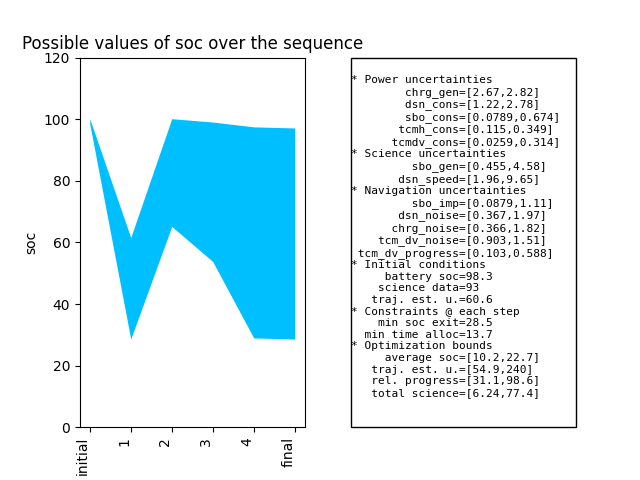 Possible values of soc over the sequence
120
100
80
60
40
20
0
soc
initial
1
2
3
4
final
* Power uncertainties
chrg_gen=[2.67,2.82]
dsn_cons=[1.22,2.78]
sbo_cons=[0.0789,0.674]
tcmh_cons=[0.115,0.349]
tcmdv_cons=[0.0259,0.314]
* Science uncertainties
sbo_gen=[0.455,4.58]
dsn_speed=[1.96,9.65]
* Navigation uncertainties
sbo_imp=[0.0879,1.11]
dsn_noise=[0.367,1.97]
chrg_noise=[0.366,1.82]
tcm_dv_noise=[0.903,1.51]
tcm_dv_progress=[0.103,0.588]
* Initial conditions
battery soc=98.3
science data=93
traj. est. u.=60.6
* Constraints @ each step
min soc exit=28.5
min time alloc=13.7
* Optimization bounds
average soc=[10.2,22.7]
traj. est. u.=[54.9,240]
rel. progress=[31.1,98.6]
total science=[6.24,77.4]